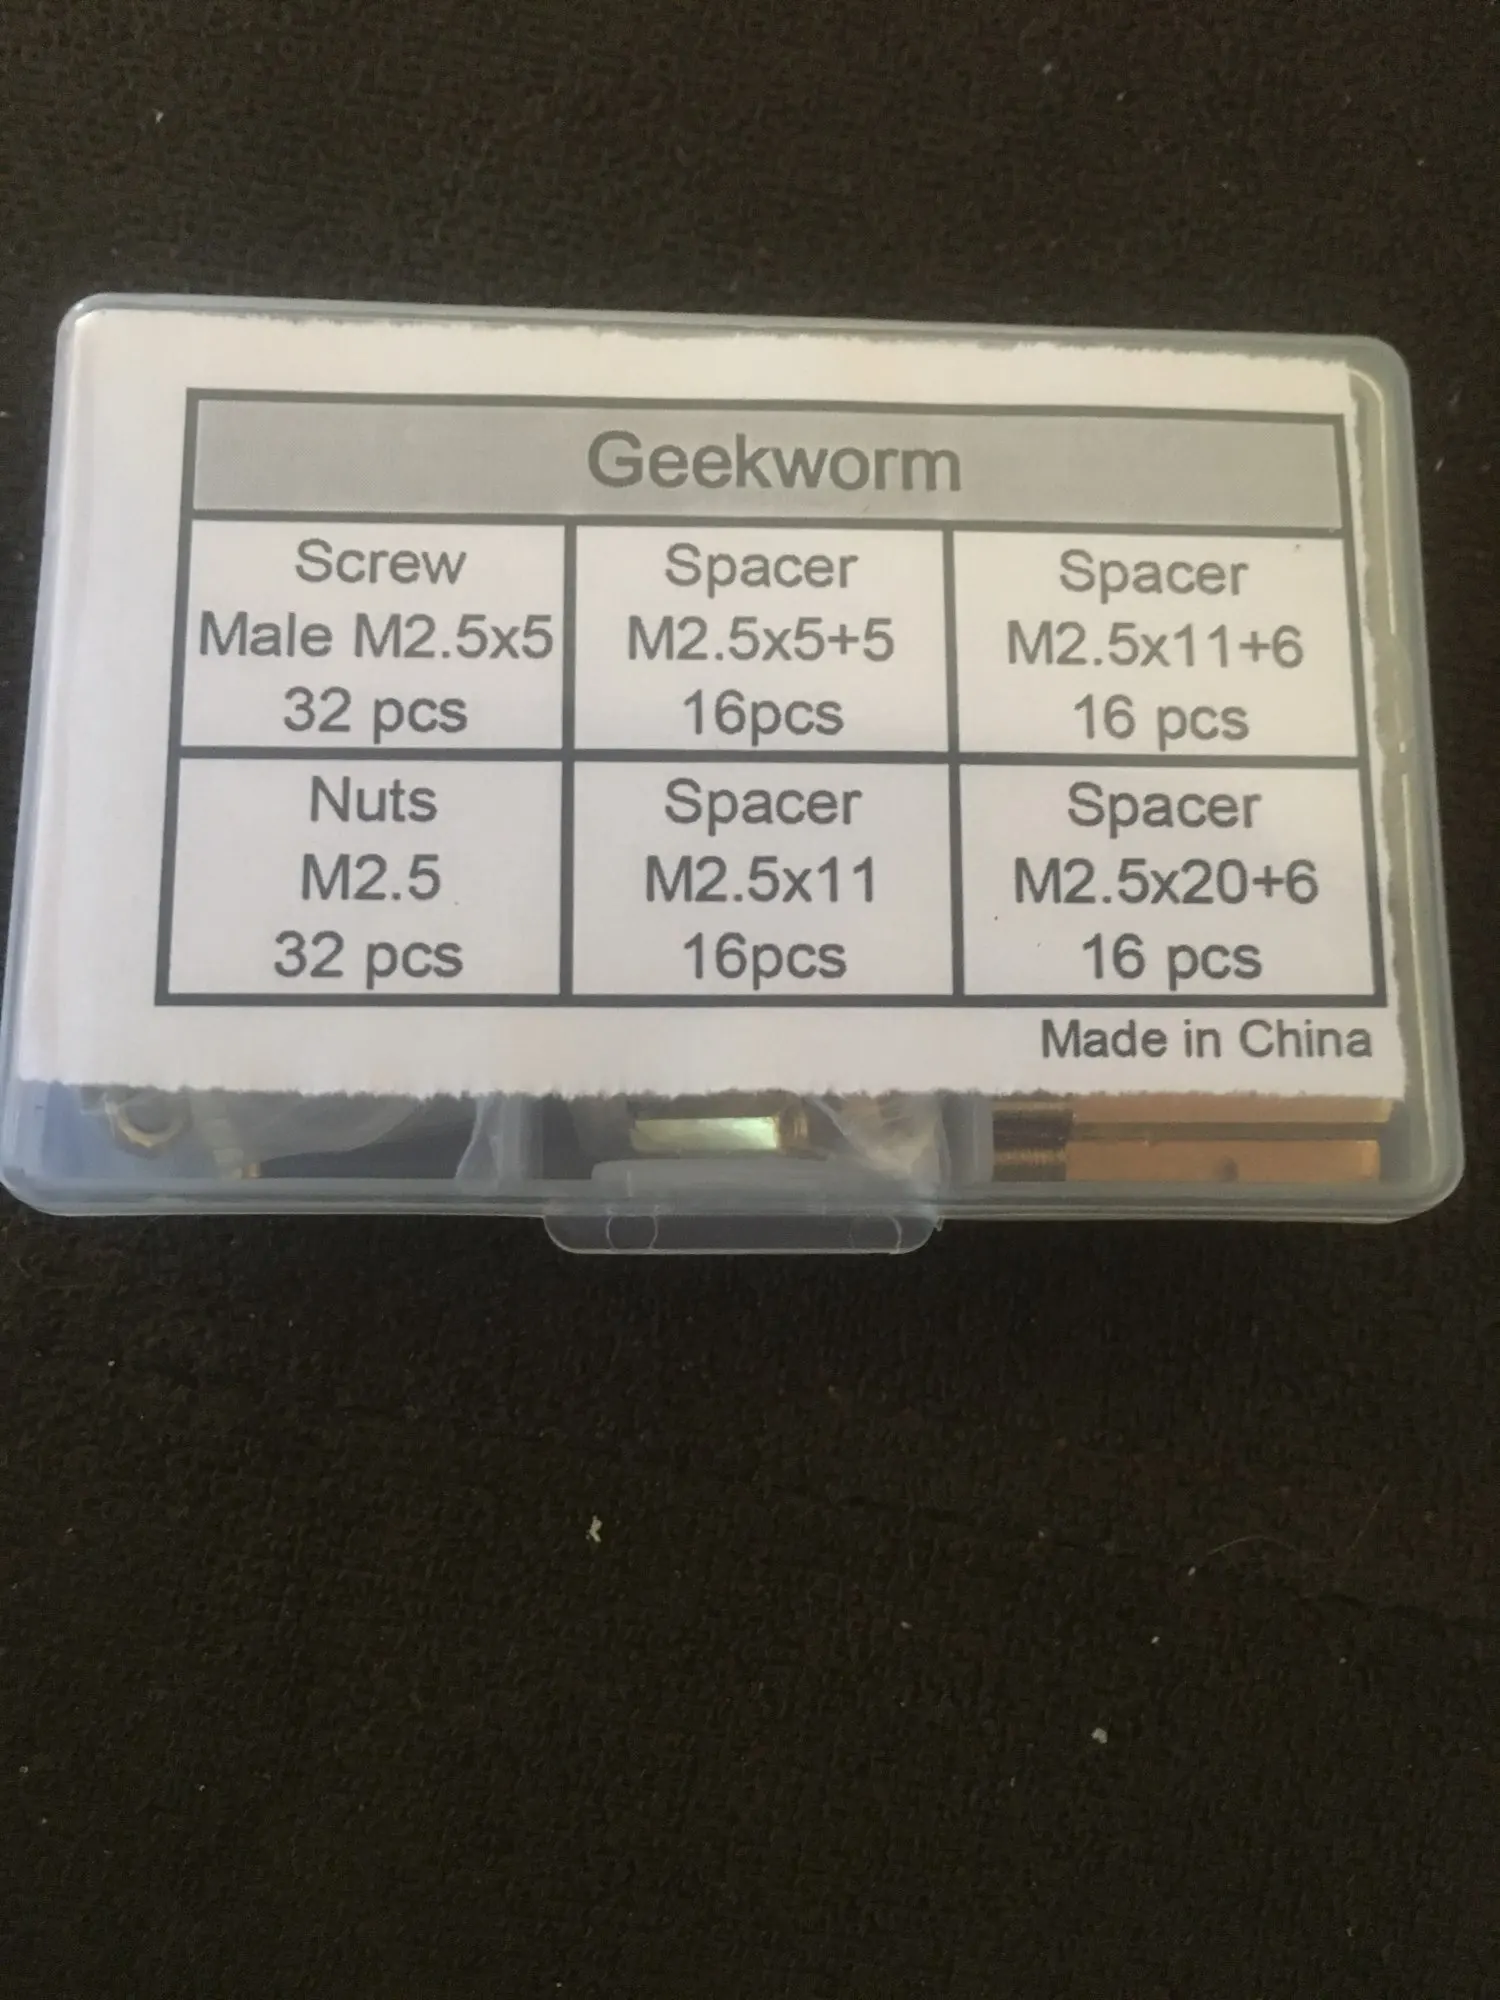 Geekworm
Screw
Male M2.5x5
32 pcs
Spacer
M2.5x5+5
16pcs
Spacer
M2.5x11+6
16 pcs
Nuts
M2.5
32 pcs
Spacer
M2.5x11
16pcs
Spacer
M2.5x20+6
16 pcs
Made in China